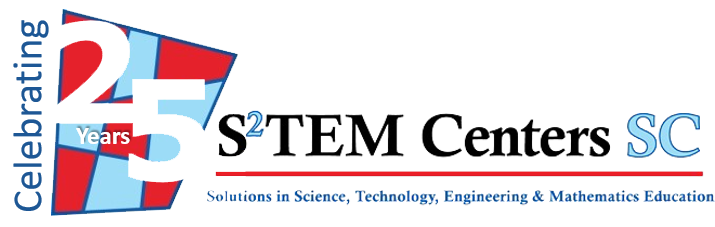 Celebrating
25
Years
S²TEM Centers SC
Solutions in Science, Technology, Engineering & Mathematics Education